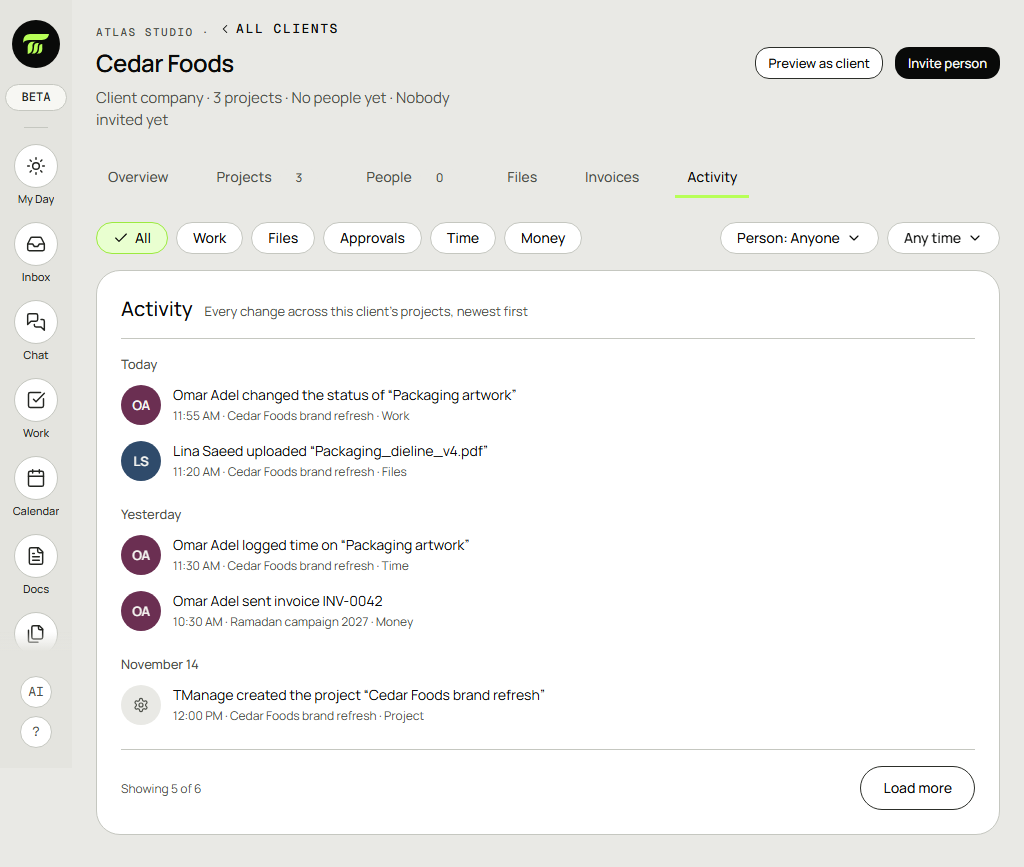 ATLAS STUDIO · ALL CLIENTS
Cedar Foods
Preview as client
Invite person
BETA
Client company · 3 projects · No people yet · Nobody
invited yet
My Day
Inbox
Chat
Work
Calendar
Docs
AI
?
Overview
Projects 3
People 0
Files
Invoices
Activity
All
Work
Files
Approvals
Time
Money
Person: Anyone
Any time
Activity Every change across this client's projects, newest first
Today
OA
Omar Adel changed the status of “Packaging artwork”
11:55 AM · Cedar Foods brand refresh · Work
LS
Lina Saeed uploaded “Packaging_dieline_v4.pdf”
11:20 AM · Cedar Foods brand refresh · Files
Yesterday
OA
Omar Adel logged time on “Packaging artwork”
11:30 AM · Cedar Foods brand refresh · Time
OA
Omar Adel sent invoice INV-0042
10:30 AM · Ramadan campaign 2027 · Money
November 14
TManage created the project “Cedar Foods brand refresh”
12:00 PM · Cedar Foods brand refresh · Project
Showing 5 of 6
Load more